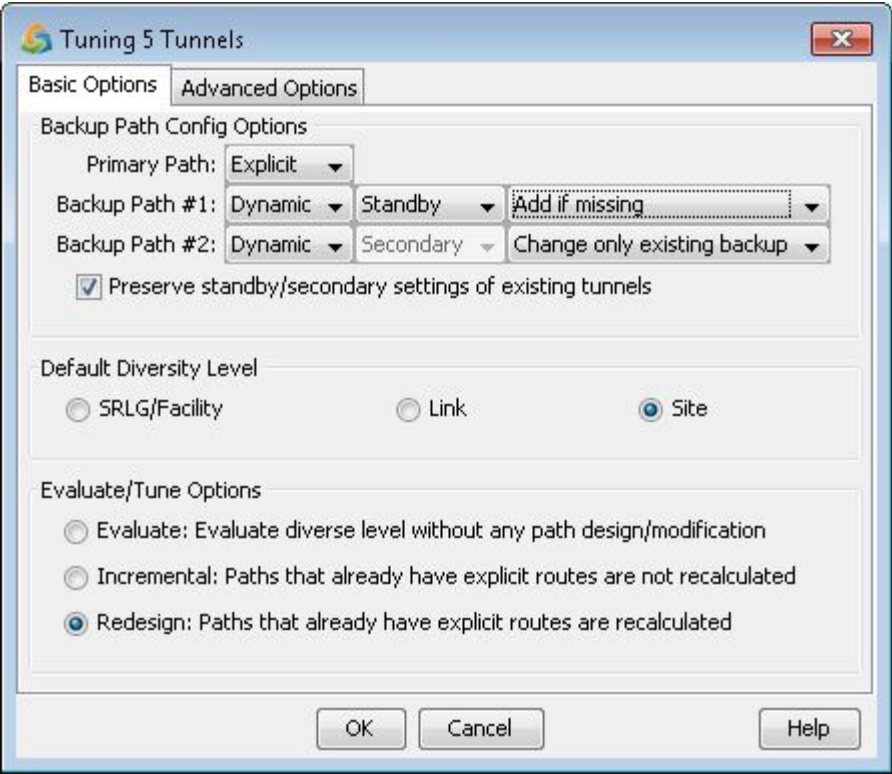 Tuning 5 Tunnels
Basic Options Advanced Options
Backup Path Config Options
Primary Path: Explicit
Backup Path #1: Dynamic Standby Add if missing
Backup Path #2: Dynamic Secondary Change only existing backup
Preserve standby/secondary settings of existing tunnels
Default Diversity Level
SRLG/Facility Link Site
Evaluate/Tune Options
Evaluate: Evaluate diverse level without any path design/modification
Incremental: Paths that already have explicit routes are not recalculated
Redesign: Paths that already have explicit routes are recalculated
OK Cancel Help